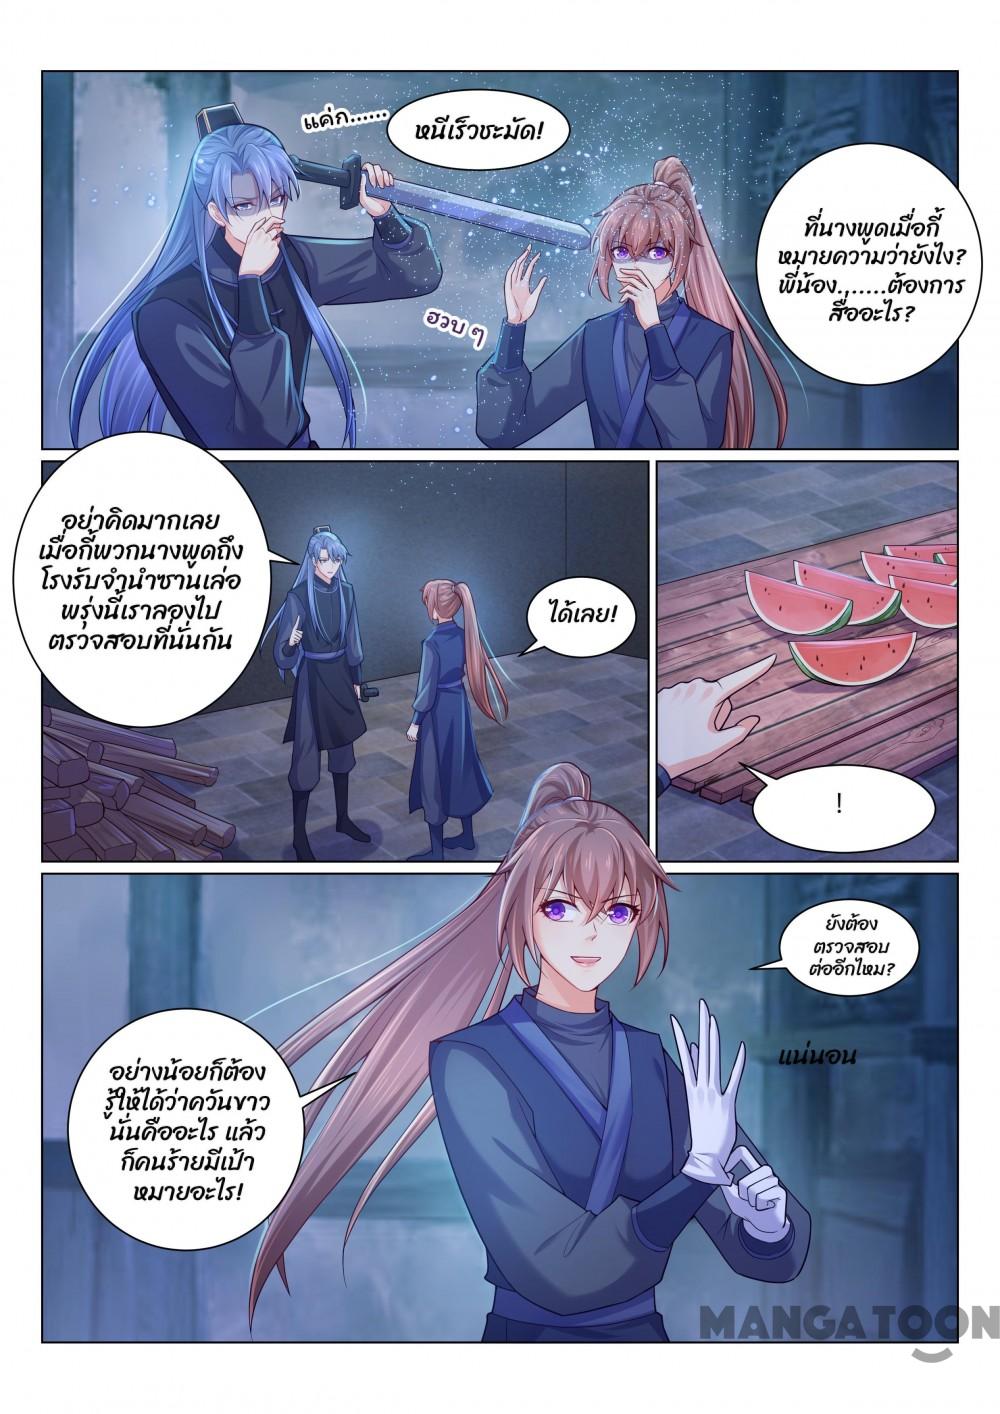 แค่ก......
หนีเร็วชะมัด!
ฮวบ ๆ
ที่นางพูดเมื่อกี้
หมายความว่ายังไง?
พี่น้อง........ต้องการ
สื่ออะไร?
อย่าคิดมากเลย
เมื่อกี้พวกนางพูดถึง
โรงรับจำนำซานเล่อ
พรุ่งนี้เราลองไป
ตรวจสอบที่นั่นกัน
ได้เลย!
!
ยังต้อง
ตรวจสอบ
ต่ออีกไหม?
แน่นอน
อย่างน้อยก็ต้อง
รู้ให้ได้ว่าควันขาว
นั่นคืออะไร แล้ว
ก็คนร้ายมีเป้า
หมายอะไร!
MANGATOON